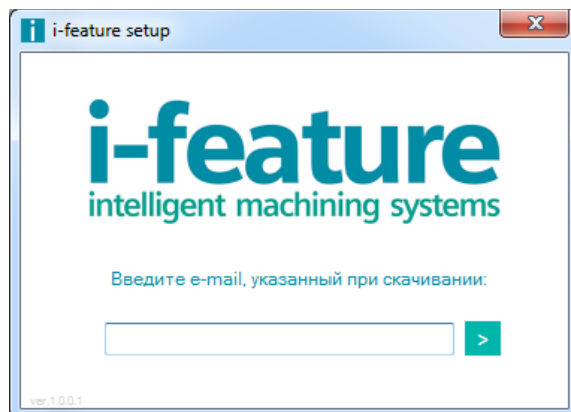 i-feature setup
i-feature
intelligent machining systems
Введите e-mail, указанный при скачивании:
>
ver.1.0.0.1